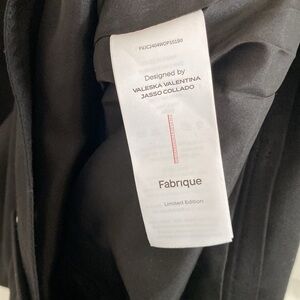 Designed by
VALESKA VALENTINA
JASSO COLLADO
Fabrique
Limited Edition